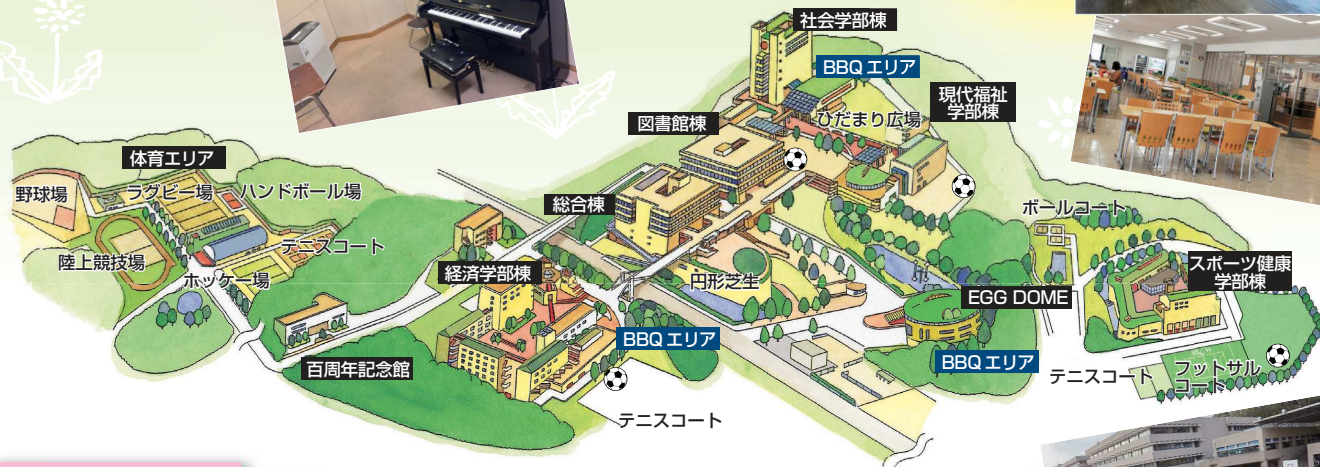 社会学部棟
BBQ エリア
現代福祉
学部棟
ひだまり広場
図書館棟
体育エリア
野球場
ラグビー場
ハンドボール場
総合棟
ボールコート
テニスコート
陸上競技場
ホッケー場
経済学部棟
円形芝生
スポーツ健康
学部棟
EGG DOME
BBQ エリア
BBQ エリア
百周年記念館
テニスコート
フットサル
コート
テニスコート